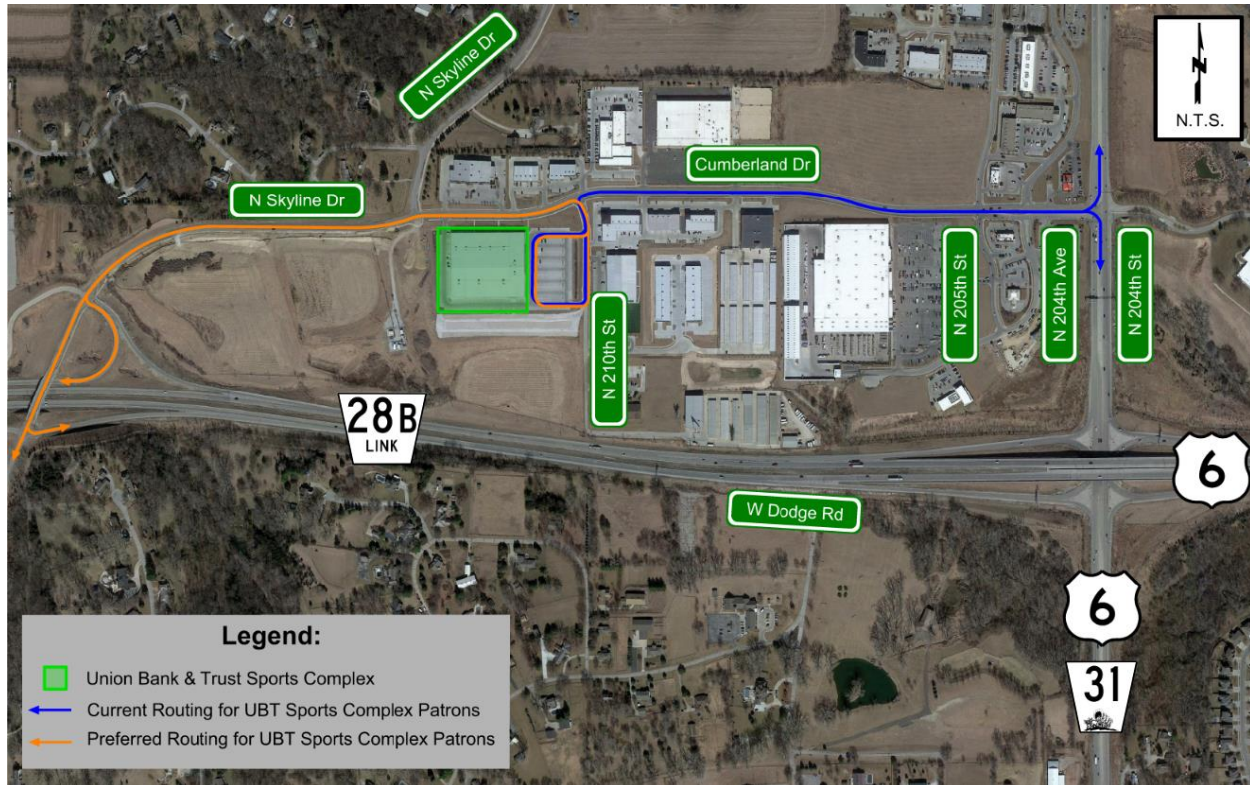 N Skyline Dr
N.T.S.
Cumberland Dr
N Skyline Dr
N 210th St
N 205th St
N 204th Ave
N 204th St
28B
LINK
6
W Dodge Rd
6
31
Legend:
Union Bank & Trust Sports Complex
Current Routing for UBT Sports Complex Patrons
Preferred Routing for UBT Sports Complex Patrons